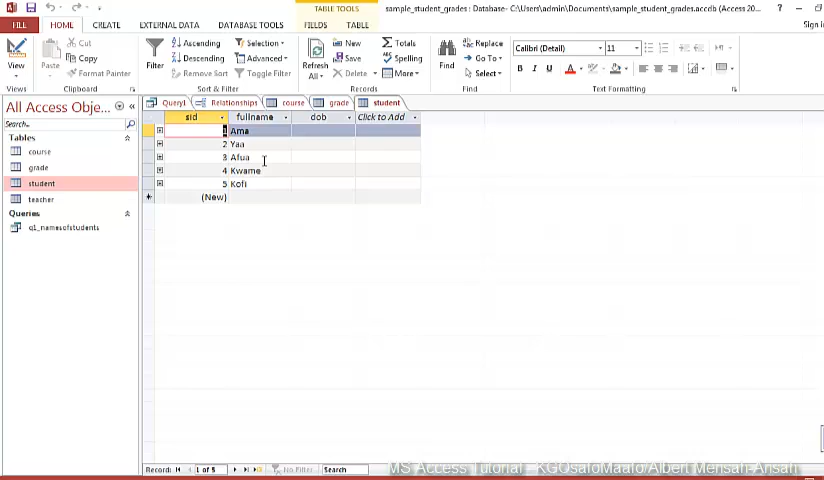 TABLE TOOLS
sample_student_grades : Database- C:\Users\admin\Documents\sample_student_grades.accdb (Access 20...
?
FILE HOME CREATE EXTERNAL DATA DATABASE TOOLS FIELDS TABLE
Sign in
View
Views
Paste
Cut
Copy
Format Painter
Clipboard
Filter
Ascending
Descending
Remove Sort
Selection
Advanced
Toggle Filter
Sort & Filter
Refresh All
New
Save
Delete
Totals
Spelling
More
Records
Find
Replace
Go To
Select
Find
Calibri (Detail) 11
B I U A
Text Formatting
All Access Obje...
Search..
Tables
course
grade
student
teacher
Queries
q1_namesofstudents
Query1 Relationships course grade student
sid fullname dob Click to Add
1 Ama
2 Yaa
3 Afua
4 Kwame
5 Kofi
(New)
Record: 1 of 5 No Filter Search
MS Access Tutorial - KGOsafoMaafo/Albert Mensah-Ansah